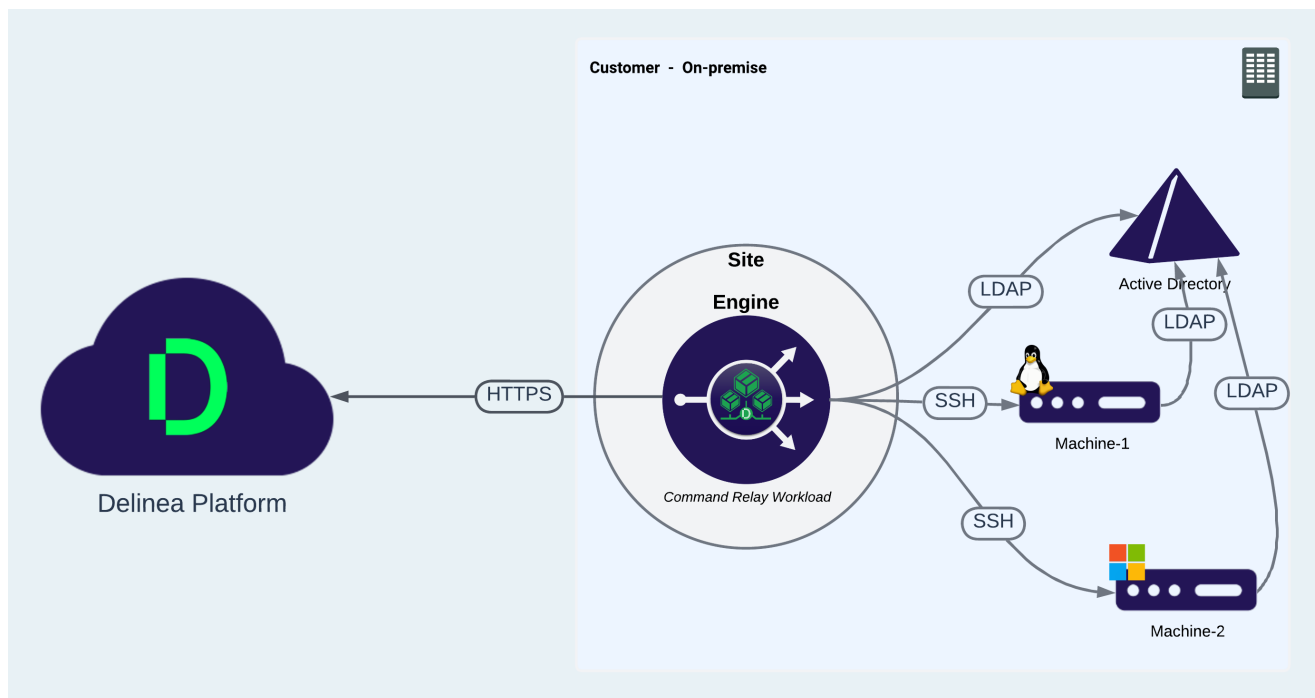 Customer - On-premise
Site
Engine
Command Relay Workload
HTTPS
Delinea Platform
LDAP
Active Directory
LDAP
LDAP
SSH
Machine-1
SSH
Machine-2